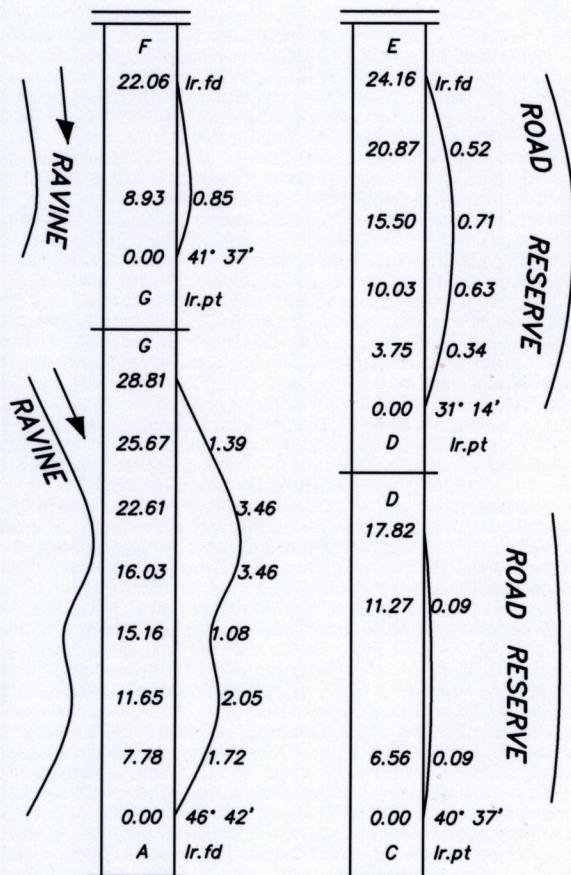 F
22.06 Ir.fd
8.93 0.85
0.00 41° 37'
G Ir.pt
RAVINE
G
28.81
25.67 1.39
22.61 3.46
16.03 3.46
15.16 1.08
11.65 2.05
7.78 1.72
0.00 46° 42'
A Ir.fd
RAVINE
E
24.16 Ir.fd
20.87 0.52
15.50 0.71
10.03 0.63
3.75 0.34
0.00 31° 14'
D Ir.pt
ROAD RESERVE
D
17.82
11.27 0.09
6.56 0.09
0.00 40° 37'
C Ir.pt
ROAD RESERVE